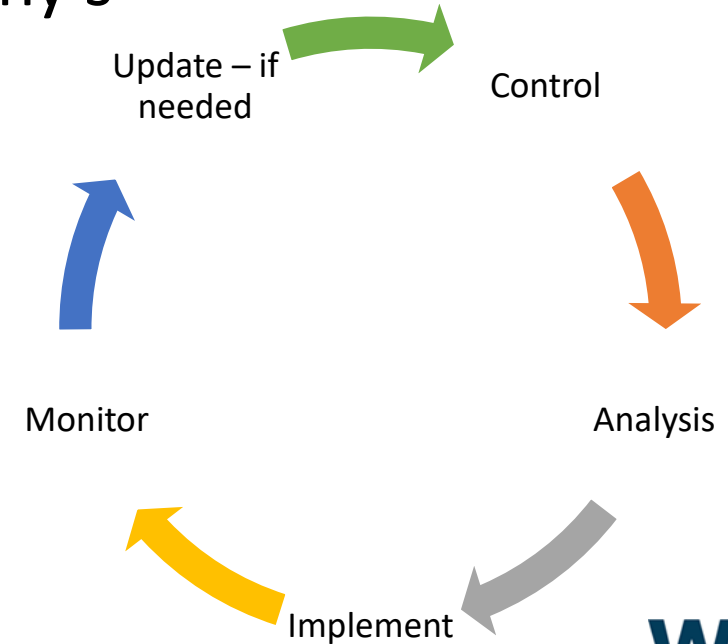 Update – if
needed
Control
Analysis
Implement
Monitor